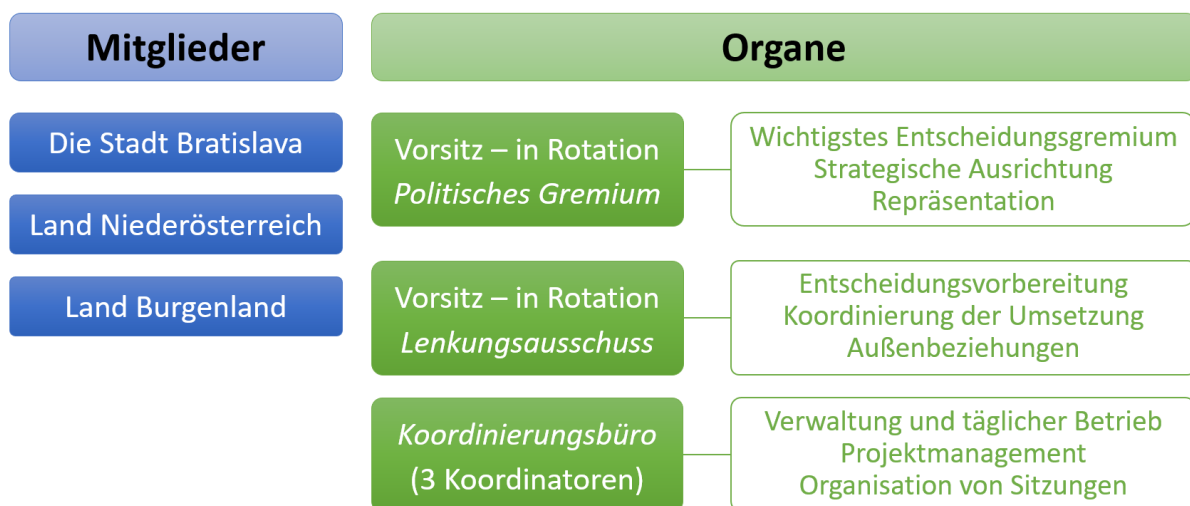 Mitglieder
Die Stadt Bratislava
Land Niederösterreich
Land Burgenland
Organe
Vorsitz – in Rotation
Politisches Gremium
Wichtigstes Entscheidungsgremium
Strategische Ausrichtung
Repräsentation
Vorsitz – in Rotation
Lenkungsausschuss
Entscheidungsvorbereitung
Koordinierung der Umsetzung
Außenbeziehungen
Koordinierungsbüro
(3 Koordinatoren)
Verwaltung und täglicher Betrieb
Projektmanagement
Organisation von Sitzungen